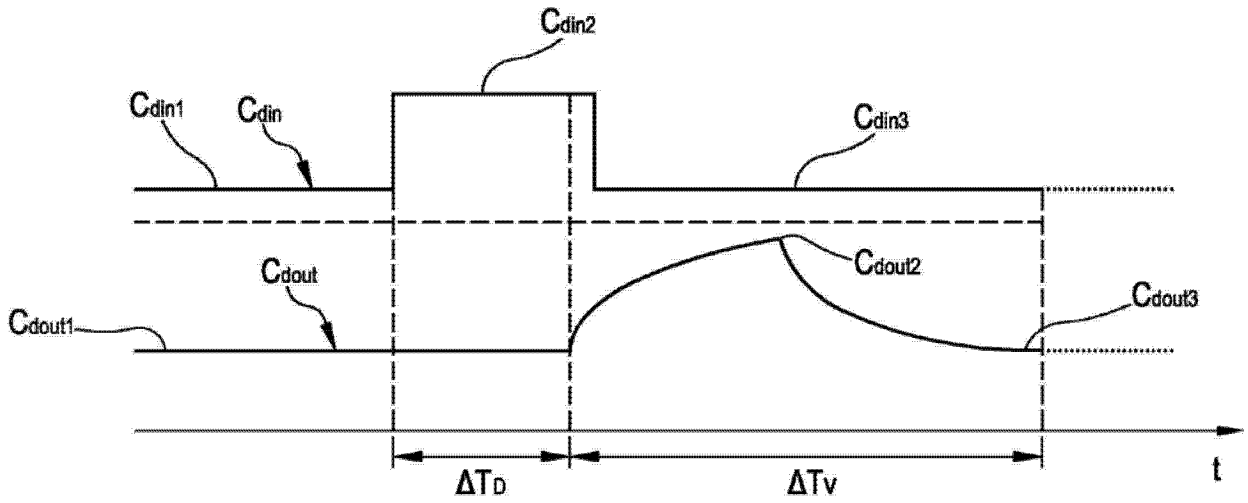 Cdin2
Cdin1
Cdin
Cdin3
Cdout
Cdout2
Cdout1
Cdout3
ΔTD
ΔTV
t